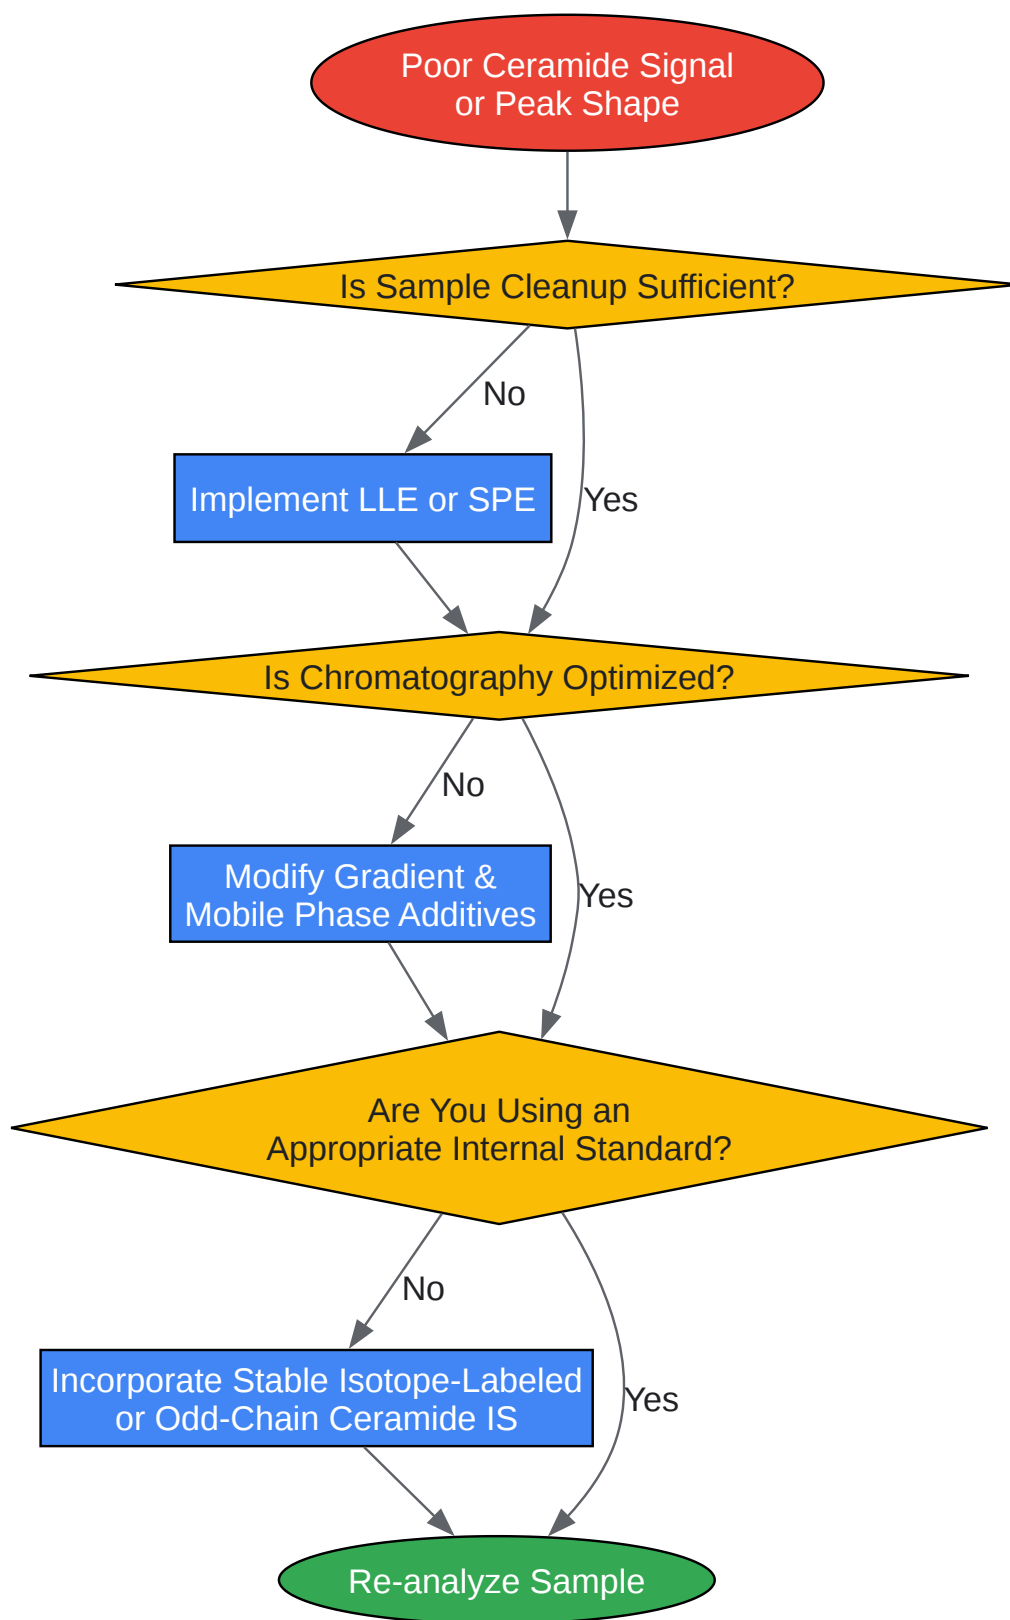 Poor Ceramide Signal
or Peak Shape
Is Sample Cleanup Sufficient?
No
Implement LLE or SPE
Yes
Is Chromatography Optimized?
No
Modify Gradient &
Mobile Phase Additives
Yes
Are You Using an
Appropriate Internal Standard?
No
Incorporate Stable Isotope-Labeled
or Odd-Chain Ceramide IS
Yes
Re-analyze Sample